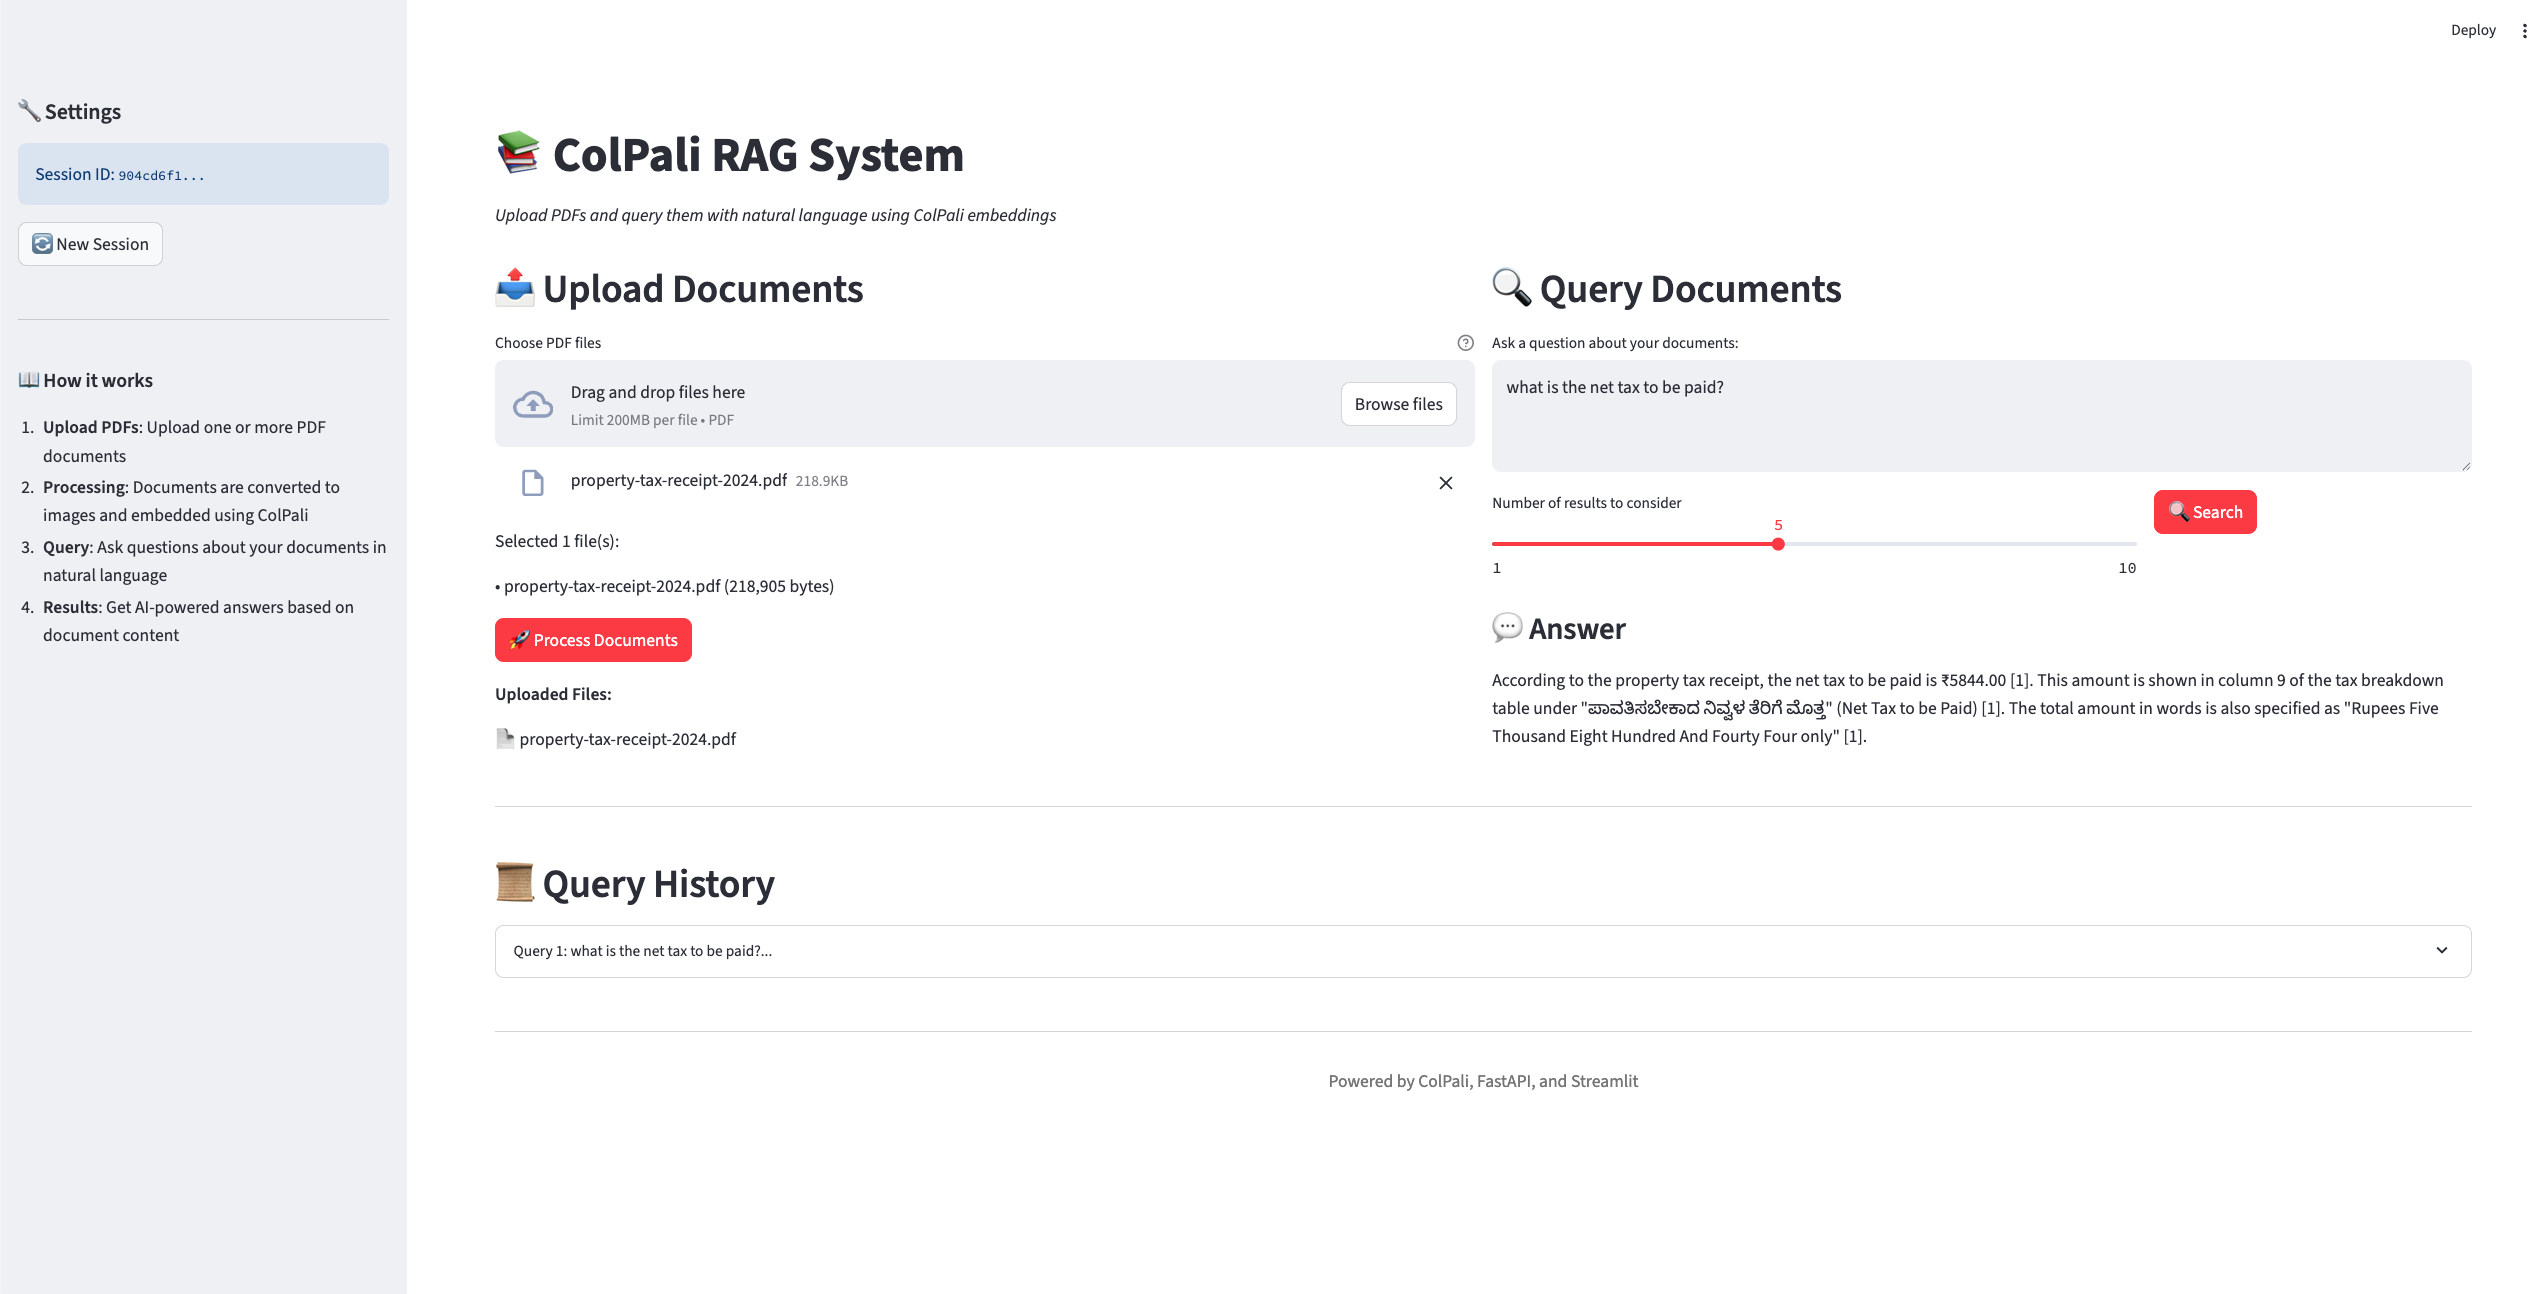 Deploy
Settings
Session ID: 904cd6f1...
New Session
How it works
1. Upload PDFs: Upload one or more PDF
documents
2. Processing: Documents are converted to
images and embedded using ColPali
3. Query: Ask questions about your documents in
natural language
4. Results: Get AI-powered answers based on
document content
ColPali RAG System
Upload PDFs and query them with natural language using ColPali embeddings
Upload Documents
Choose PDF files
Drag and drop files here
Limit 200MB per file • PDF
Browse files
property-tax-receipt-2024.pdf 218.9KB
Selected 1 file(s):
• property-tax-receipt-2024.pdf (218,905 bytes)
Process Documents
Uploaded Files:
property-tax-receipt-2024.pdf
Query Documents
Ask a question about your documents:
what is the net tax to be paid?
Number of results to consider
5
1 10
Search
Answer
According to the property tax receipt, the net tax to be paid is ₹5844.00 [1]. This amount is shown in column 9 of the tax breakdown
table under "ಪಾವತಿಸಬೇಕಾದ ನಿವ್ವಳ ತೆರಿಗೆ ಮೊತ್ತ" (Net Tax to be Paid) [1]. The total amount in words is also specified as "Rupees Five
Thousand Eight Hundred And Fourty Four only" [1].
Query History
Query 1: what is the net tax to be paid?...
Powered by ColPali, FastAPI, and Streamlit